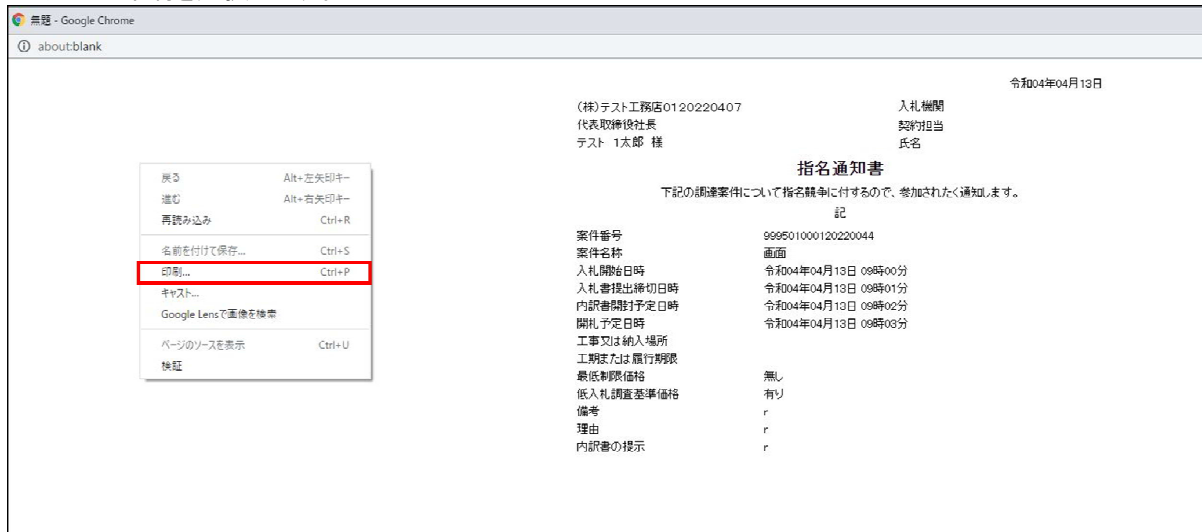 無題 - Google Chrome
about:blank
令和04年04月13日
(株)テスト工務店0120220407 入札機関
代表取締役社長 契約担当
テスト 1太郎 様 氏名
指名通知書
下記の調達案件について指名競争に付するので、参加されたく通知します。
記
案件番号 999501000120220044
案件名称 画面
入札開始日時 令和04年04月13日 09時00分
入札書提出締切日時 令和04年04月13日 09時01分
内訳書開封予定日時 令和04年04月13日 09時02分
開札予定日時 令和04年04月13日 09時03分
工事又は納入場所
工期または履行期限
最低制限価格 無し
低入札調査基準価格 有り
備考 r
理由 r
内訳書の提示 r
戻る Alt+左矢印キー
進む Alt+右矢印キー
再読み込み Ctrl+R
名前を付けて保存... Ctrl+S
印刷... Ctrl+P
キャスト...
Google Lensで画像を検索
ページのソースを表示 Ctrl+U
検証